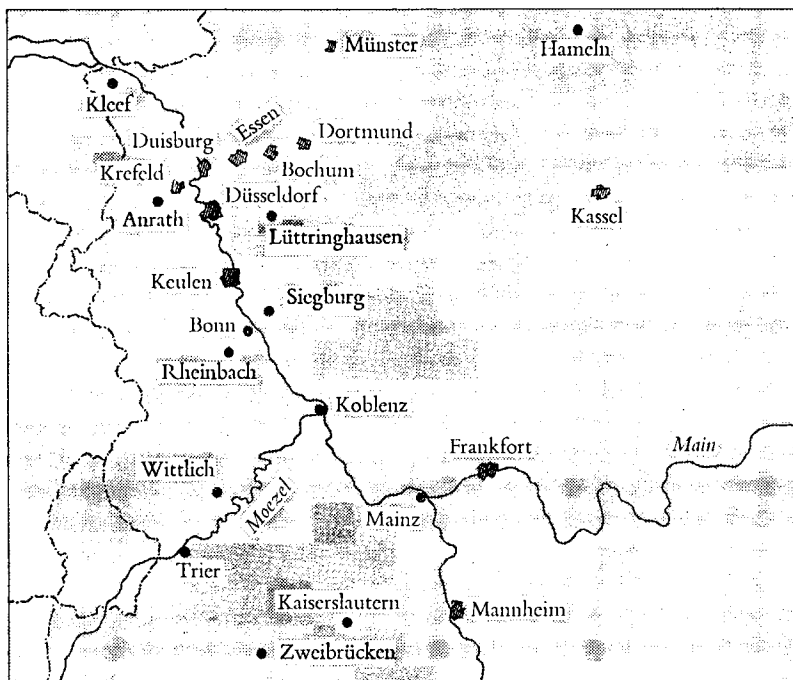 Münster
Hameln
Kleef
Essen
Dortmund
Duisburg
Bochum
Krefeld
Düsseldorf
Anrath
Kassel
Lüttringhausen
Keulen
Siegburg
Bonn
Rheinbach
Koblenz
Frankfort
Main
Wittlich
Moezel
Mainz
Trier
Kaiserslautern
Mannheim
Zweibrücken